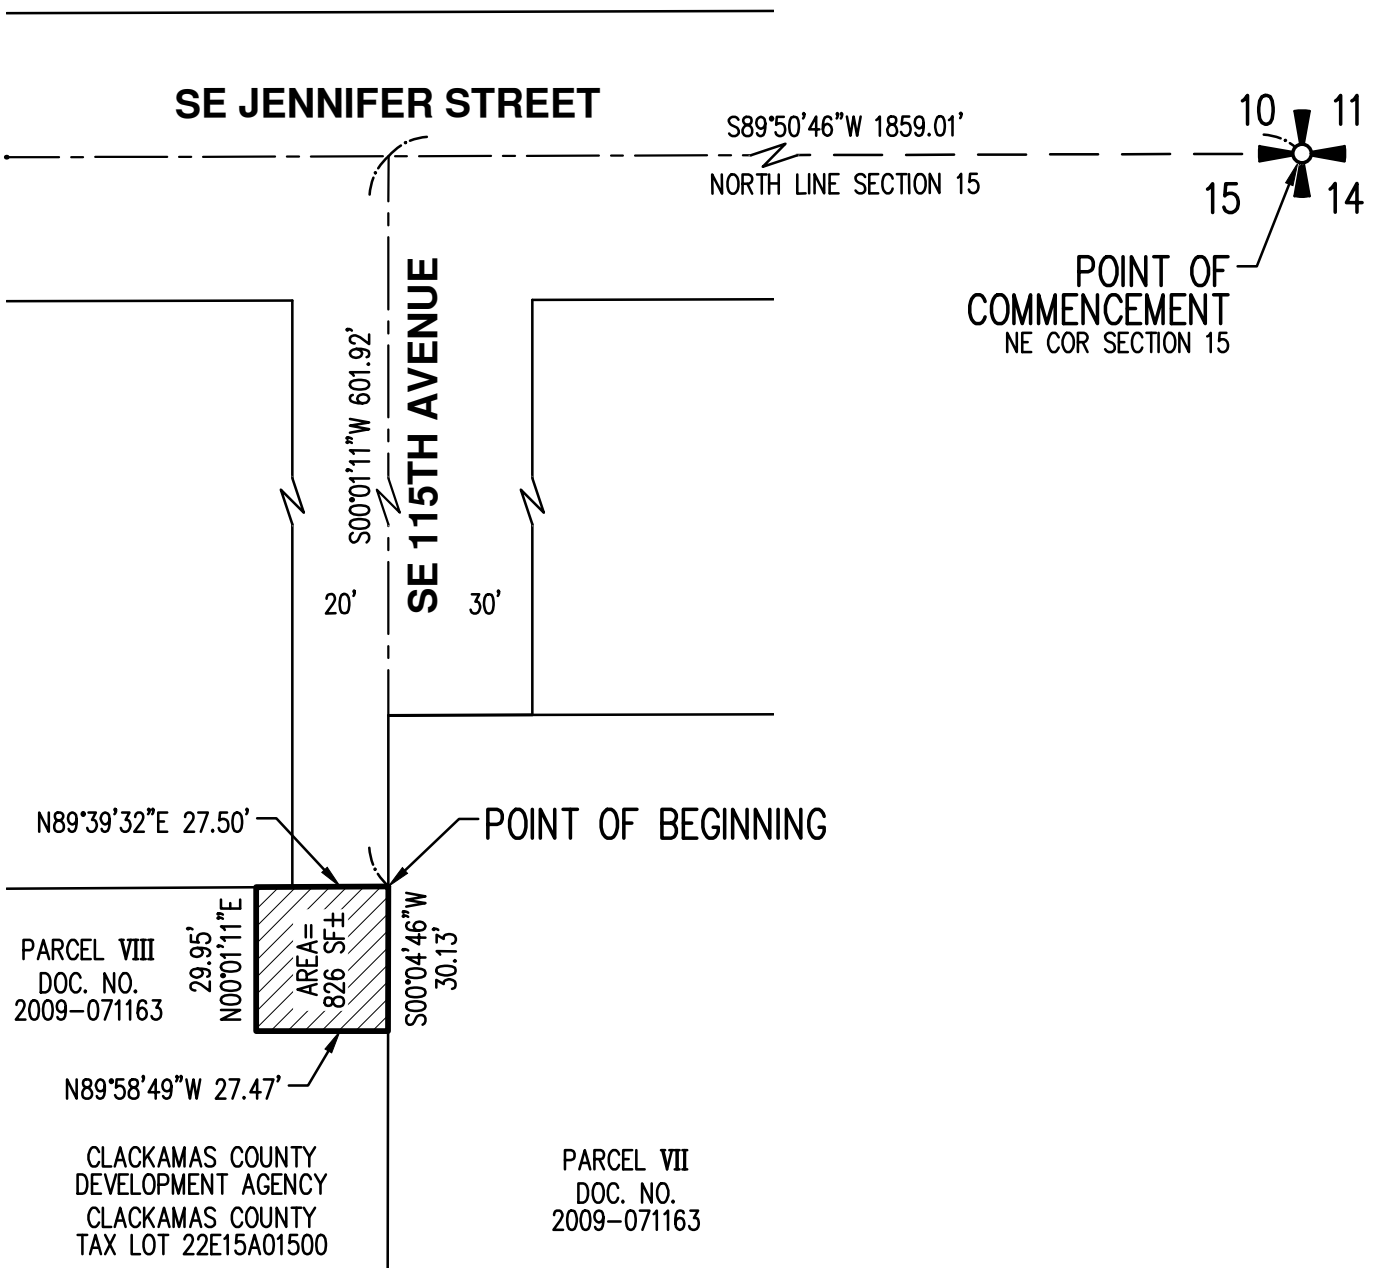 SE JENNIFER STREET
S89°50'46"W 1859.01'
NORTH LINE SECTION 15
10 11
15 14
POINT OF
COMMENCEMENT
NE COR SECTION 15
S00°01'11"W 601.92'
SE 115TH AVENUE
20' 30'
N89°39'32"E 27.50'
POINT OF BEGINNING
PARCEL VIII
DOC. NO.
2009-071163
29.95'
N00°01'11"E
AREA=
826 SF±
S00°04'46"W
30.13'
N89°58'49"W 27.47'
CLACKAMAS COUNTY
DEVELOPMENT AGENCY
CLACKAMAS COUNTY
TAX LOT 22E15A01500
PARCEL VII
DOC. NO.
2009-071163